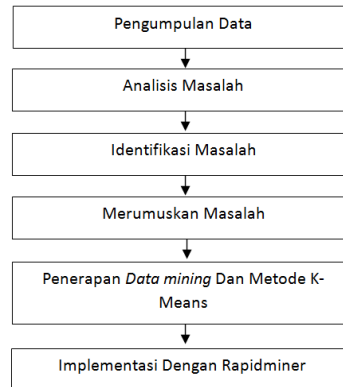 Pengumpulan Data
Analisis Masalah
Identifikasi Masalah
Merumuskan Masalah
Penerapan Data mining Dan Metode K-
Means
Implementasi Dengan Rapidminer